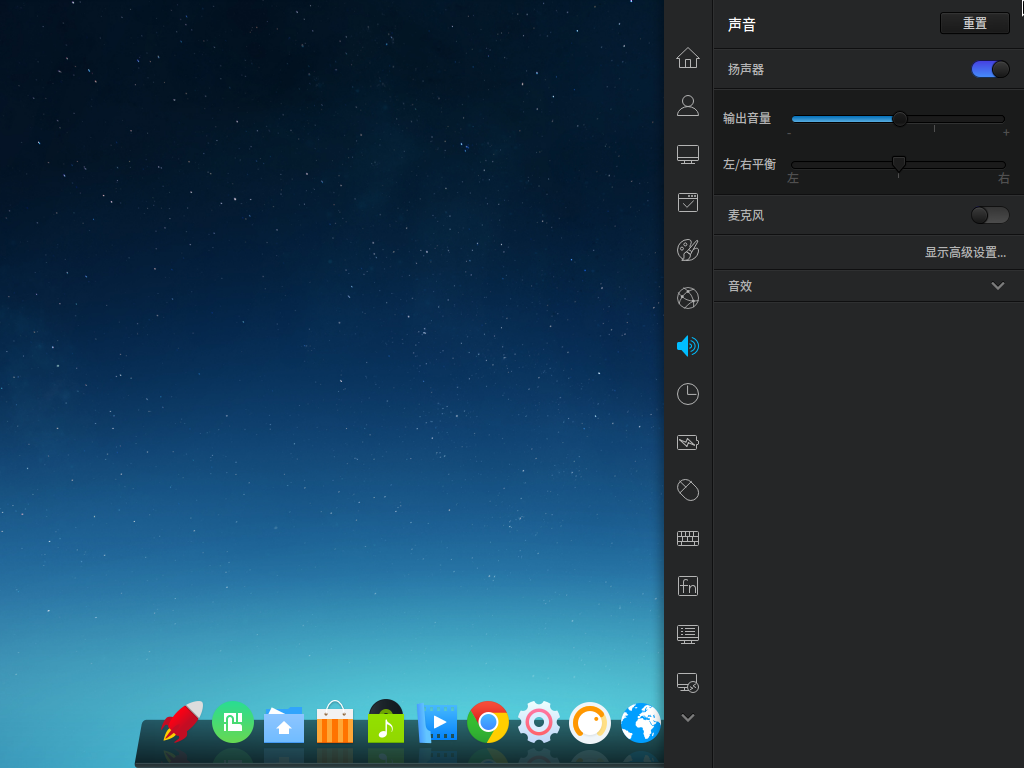 声音
重置
扬声器
输出音量
- +
左/右平衡
左 右
麦克风
显示高级设置...
音效
fn